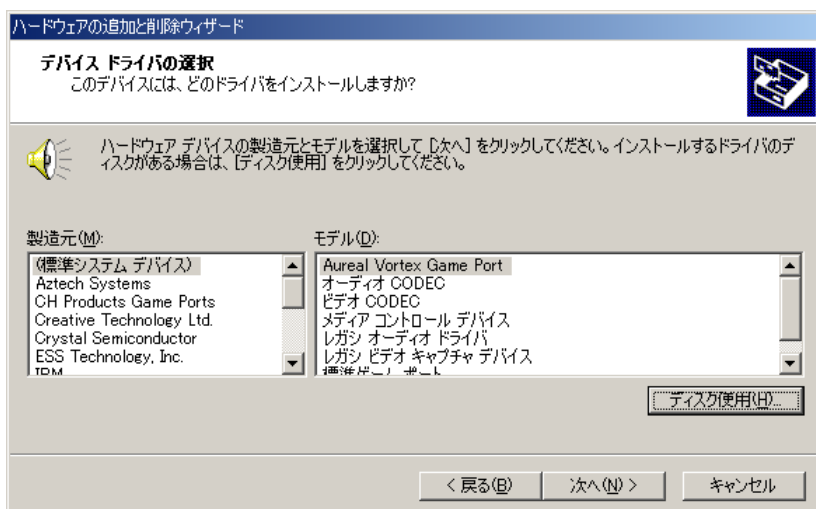 ハードウェアの追加と削除ウィザード
デバイス ドライバの選択
このデバイスには、どのドライバをインストールしますか?
ハードウェア デバイスの製造元とモデルを選択して [次へ] をクリックしてください。インストールするドライバのデ
ィスクがある場合は、[ディスク使用] をクリックしてください。
製造元(M):
モデル(D):
(標準システム デバイス)
Aztech Systems
CH Products Game Ports
Creative Technology Ltd.
Crystal Semiconductor
ESS Technology, Inc.
IBM
Aureal Vortex Game Port
オーディオ CODEC
ビデオ CODEC
メディア コントロール デバイス
レガシ オーディオ ドライバ
レガシ ビデオ キャプチャ デバイス
標準ゲーム ポート
ディスク使用(H)...
< 戻る(B)
次へ(N) >
キャンセル